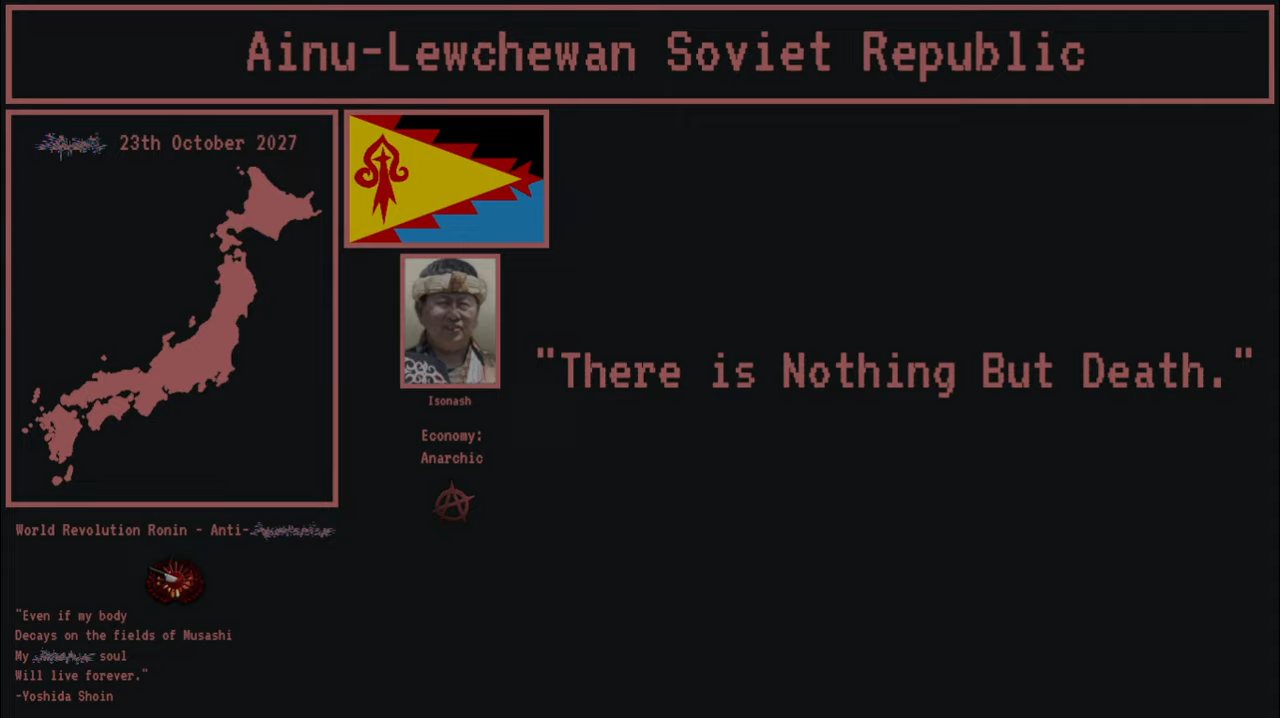 Ainu-Lewchewan Soviet Republic
23th October 2027
Isonash
Economy:
Anarchic
"There is Nothing But Death."
World Revolution Ronin - Anti-
"Even if my body
Decays on the fields of Musashi
My soul
Will live forever."
-Yoshida Shoin